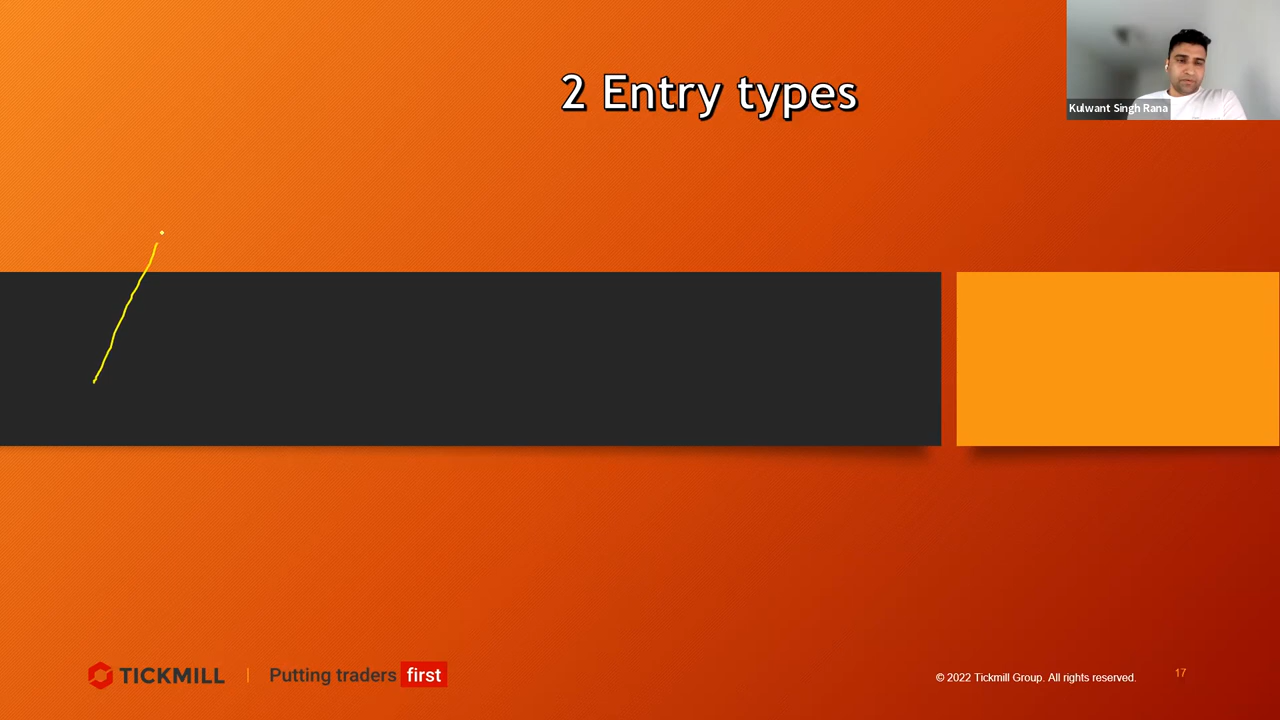 2 Entry types
Kulwant Singh Rana
TICKMILL | Putting traders first
© 2022 Tickmill Group. All rights reserved.
17